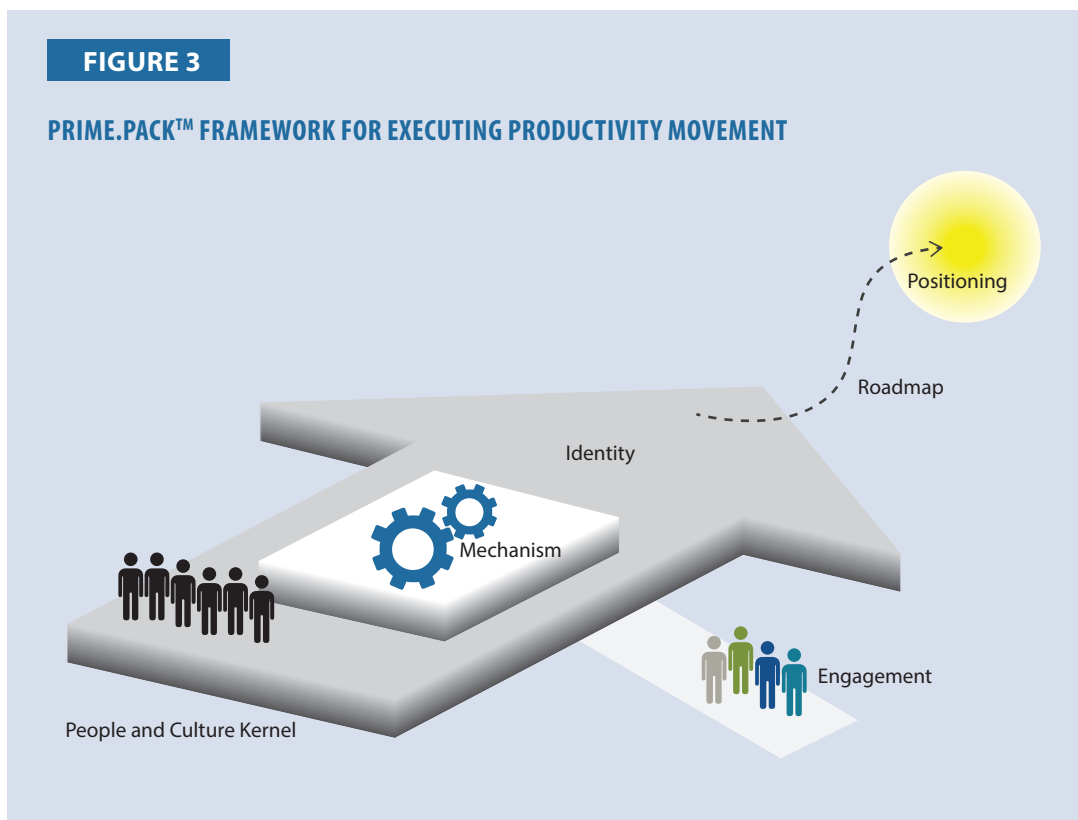 FIGURE 3
PRIME.PACK™ FRAMEWORK FOR EXECUTING PRODUCTIVITY MOVEMENT
Positioning
Roadmap
Identity
Mechanism
Engagement
People and Culture Kernel